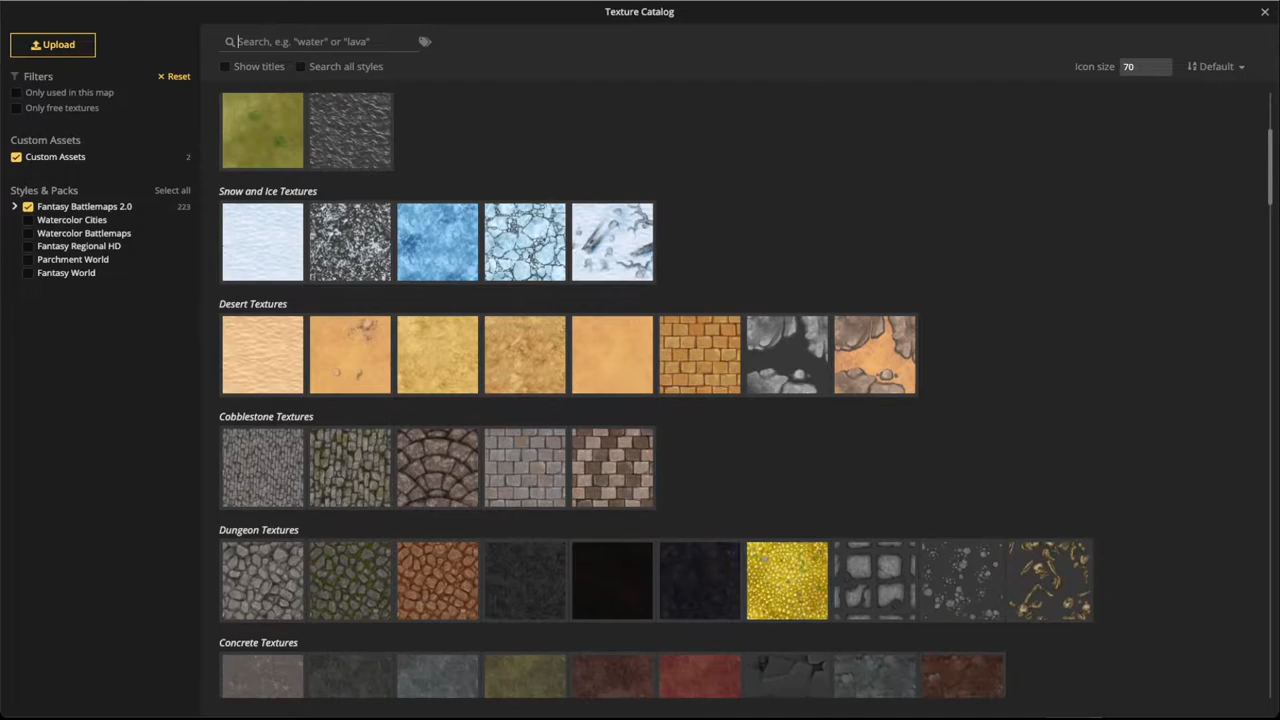 Texture Catalog
Upload
Search, e.g. "water" or "lava"
Show titles
Search all styles
Icon size 70
Default
Filters
Reset
Only used in this map
Only free textures
Custom Assets
Custom Assets 2
Styles & Packs Select all
Fantasy Battlemaps 2.0 223
Watercolor Cities
Watercolor Battlemaps
Fantasy Regional HD
Parchment World
Fantasy World
Snow and Ice Textures
Desert Textures
Cobblestone Textures
Dungeon Textures
Concrete Textures